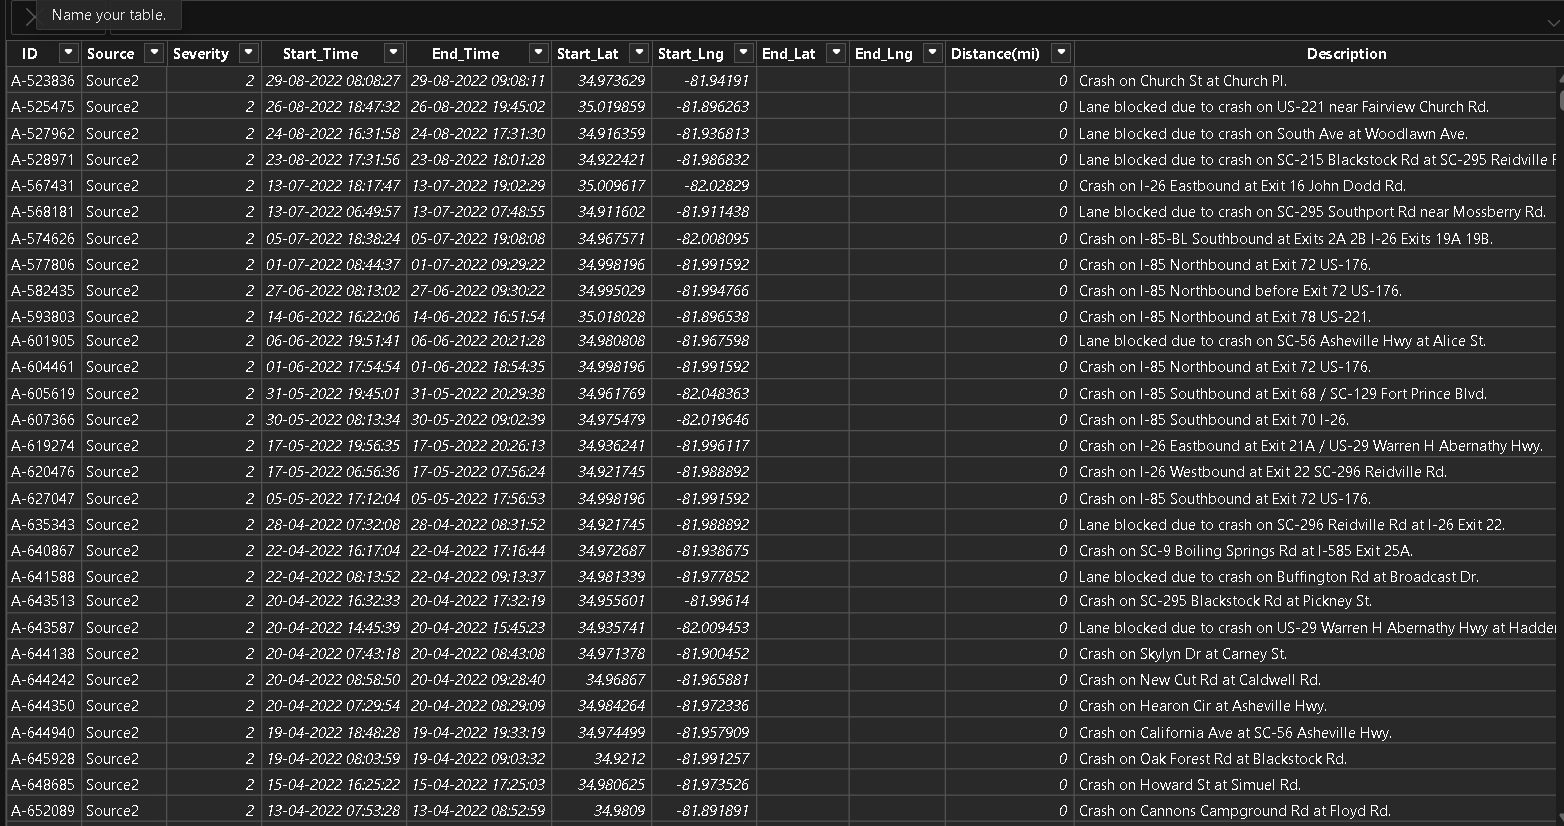 Name your table.
ID Source Severity Start_Time End_Time Start_Lat Start_Lng End_Lat End_Lng Distance(mi) Description
A-523836 Source2 2 29-08-2022 08:08:27 29-08-2022 09:08:11 34.973629 -81.94191 0 Crash on Church St at Church Pl.
A-525475 Source2 2 26-08-2022 18:47:32 26-08-2022 19:45:02 35.019859 -81.896263 0 Lane blocked due to crash on US-221 near Fairview Church Rd.
A-527962 Source2 2 24-08-2022 16:31:58 24-08-2022 17:31:30 34.916359 -81.936813 0 Lane blocked due to crash on South Ave at Woodlawn Ave.
A-528971 Source2 2 23-08-2022 17:31:56 23-08-2022 18:01:28 34.922421 -81.986832 0 Lane blocked due to crash on SC-215 Blackstock Rd at SC-295 Reidville
A-567431 Source2 2 13-07-2022 18:17:47 13-07-2022 19:02:29 35.009617 -82.02829 0 Crash on I-26 Eastbound at Exit 16 John Dodd Rd.
A-568181 Source2 2 13-07-2022 06:49:57 13-07-2022 07:48:55 34.911602 -81.911438 0 Lane blocked due to crash on SC-295 Southport Rd near Mossberry Rd.
A-574626 Source2 2 05-07-2022 18:38:24 05-07-2022 19:08:08 34.967571 -82.008095 0 Crash on I-85-BL Southbound at Exits 2A 2B I-26 Exits 19A 19B.
A-577806 Source2 2 01-07-2022 08:44:37 01-07-2022 09:29:22 34.998196 -81.991592 0 Crash on I-85 Northbound at Exit 72 US-176.
A-582435 Source2 2 27-06-2022 08:13:02 27-06-2022 09:30:22 34.995029 -81.994766 0 Crash on I-85 Northbound before Exit 72 US-176.
A-593803 Source2 2 14-06-2022 16:22:06 14-06-2022 16:51:54 35.018028 -81.896538 0 Crash on I-85 Northbound at Exit 78 US-221.
A-601905 Source2 2 06-06-2022 19:51:41 06-06-2022 20:21:28 34.980808 -81.967598 0 Lane blocked due to crash on SC-56 Asheville Hwy at Alice St.
A-604461 Source2 2 01-06-2022 17:54:54 01-06-2022 18:54:35 34.998196 -81.991592 0 Crash on I-85 Northbound at Exit 72 US-176.
A-605619 Source2 2 31-05-2022 19:45:01 31-05-2022 20:29:38 34.961769 -82.048363 0 Crash on I-85 Southbound at Exit 68 / SC-129 Fort Prince Blvd.
A-607366 Source2 2 30-05-2022 08:13:34 30-05-2022 09:02:39 34.975479 -82.019646 0 Crash on I-85 Southbound at Exit 70 I-26.
A-619274 Source2 2 17-05-2022 19:56:35 17-05-2022 20:26:13 34.936241 -81.996117 0 Crash on I-26 Eastbound at Exit 21A / US-29 Warren H Abernathy Hwy.
A-620476 Source2 2 17-05-2022 06:56:36 17-05-2022 07:56:24 34.921745 -81.988892 0 Crash on I-26 Westbound at Exit 22 SC-296 Reidville Rd.
A-627047 Source2 2 05-05-2022 17:12:04 05-05-2022 17:56:53 34.998196 -81.991592 0 Crash on I-85 Southbound at Exit 72 US-176.
A-635343 Source2 2 28-04-2022 07:32:08 28-04-2022 08:31:52 34.921745 -81.988892 0 Lane blocked due to crash on SC-296 Reidville Rd at I-26 Exit 22.
A-640867 Source2 2 22-04-2022 16:17:04 22-04-2022 17:16:44 34.972687 -81.938675 0 Crash on SC-9 Boiling Springs Rd at I-585 Exit 25A.
A-641588 Source2 2 22-04-2022 08:13:52 22-04-2022 09:13:37 34.981339 -81.977852 0 Lane blocked due to crash on Buffington Rd at Broadcast Dr.
A-643513 Source2 2 20-04-2022 16:32:33 20-04-2022 17:32:19 34.955601 -81.99614 0 Crash on SC-295 Blackstock Rd at Pickney St.
A-643587 Source2 2 20-04-2022 14:45:39 20-04-2022 15:45:23 34.935741 -82.009453 0 Lane blocked due to crash on US-29 Warren H Abernathy Hwy at Hadde
A-644138 Source2 2 20-04-2022 07:43:18 20-04-2022 08:43:08 34.971378 -81.900452 0 Crash on Skylyn Dr at Carney St.
A-644242 Source2 2 20-04-2022 08:58:50 20-04-2022 09:28:40 34.96867 -81.965881 0 Crash on New Cut Rd at Caldwell Rd.
A-644350 Source2 2 20-04-2022 07:29:54 20-04-2022 08:29:09 34.984264 -81.972336 0 Crash on Hearon Cir at Asheville Hwy.
A-644940 Source2 2 19-04-2022 18:48:28 19-04-2022 19:33:19 34.974499 -81.957909 0 Crash on California Ave at SC-56 Asheville Hwy.
A-645928 Source2 2 19-04-2022 08:03:59 19-04-2022 09:03:32 34.9212 -81.991257 0 Crash on Oak Forest Rd at Blackstock Rd.
A-648685 Source2 2 15-04-2022 16:25:22 15-04-2022 17:25:03 34.980625 -81.973526 0 Crash on Howard St at Simuel Rd.
A-652089 Source2 2 13-04-2022 07:53:28 13-04-2022 08:52:59 34.9809 -81.891891 0 Crash on Cannons Campground Rd at Floyd Rd.